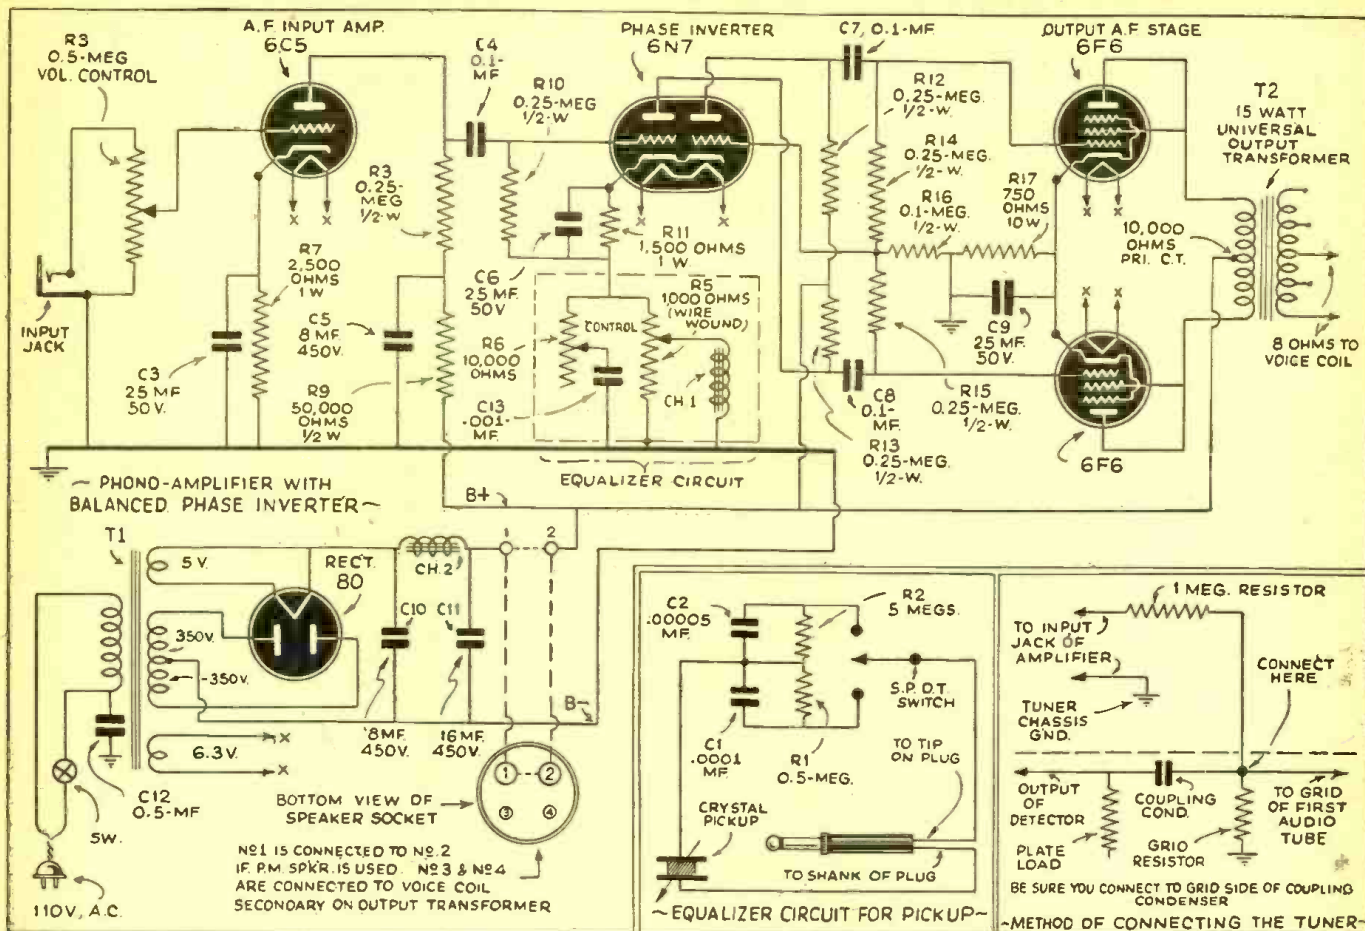 A.F. INPUT AMP.
6C5
R3
0.5-MEG
VOL. CONTROL
INPUT
JACK
C3
25 MF.
50 V.
R7
2,500
OHMS
1 W
R3
0.25-
MEG
1/2-W.
C4
0.1-
MF.
R10
0.25-MEG
1/2-W.
C5
8 MF.
450V.
R9
50,000
OHMS
1/2 W
PHASE INVERTER
6N7
C6
25 MF.
50V
R11
1,500 OHMS
1 W.
R5
1,000 OHMS
(WIRE
WOUND)
CONTROL
R6
10,000
OHMS
C13
.001-
MF.
CH.1
EQUALIZER CIRCUIT
C7, 0.1-MF.
R12
0.25-MEG.
1/2-W.
R14
0.25-MEG.
1/2-W.
R16
0.1-MEG.
1/2-W.
R17
750
OHMS
10 W.
C9
25 MF.
50 V.
C8
0.1-
MF.
R15
0.25-MEG.
1/2-W.
R13
0.25-MEG.
1/2-W.
OUTPUT A.F. STAGE
6F6
6F6
T2
15 WATT
UNIVERSAL
OUTPUT
TRANSFORMER
10,000
OHMS
PRI. C.T.
8 OHMS TO
VOICE COIL
X X
X X
X X
X X
~ PHONO-AMPLIFIER WITH
BALANCED PHASE INVERTER ~
B+
B-
T1
5 V.
RECT.
80
350V.
-350V.
6.3 V.
X
X
CH.2
C10
C11
8 MF.
450V.
16 MF.
450V.
1 2
1 2
3 4
C12
0.5-MF
SW.
110V, A.C.
BOTTOM VIEW OF
SPEAKER SOCKET
Nº1 IS CONNECTED TO Nº.2
IF P.M. SPKR. IS USED. Nº3 & Nº4
ARE CONNECTED TO VOICE COIL
SECONDARY ON OUTPUT TRANSFORMER
C2
.00005
MF.
R2
5 MEGS.
S.P. D.T.
SWITCH
C1
.0001
MF.
R1
0.5-MEG.
TO TIP
ON PLUG
CRYSTAL
PICKUP
TO SHANK OF PLUG
~EQUALIZER CIRCUIT FOR PICKUP~
1 MEG. RESISTOR
TO INPUT
JACK OF
AMPLIFIER
CONNECT
HERE
TUNER
CHASSIS
GND.
OUTPUT
OF
DETECTOR
COUPLING
COND.
TO GRID
OF FIRST
AUDIO
TUBE
PLATE
LOAD
GRID
RESISTOR
BE SURE YOU CONNECT TO GRID SIDE OF COUPLING
CONDENSER
~METHOD OF CONNECTING THE TUNER~